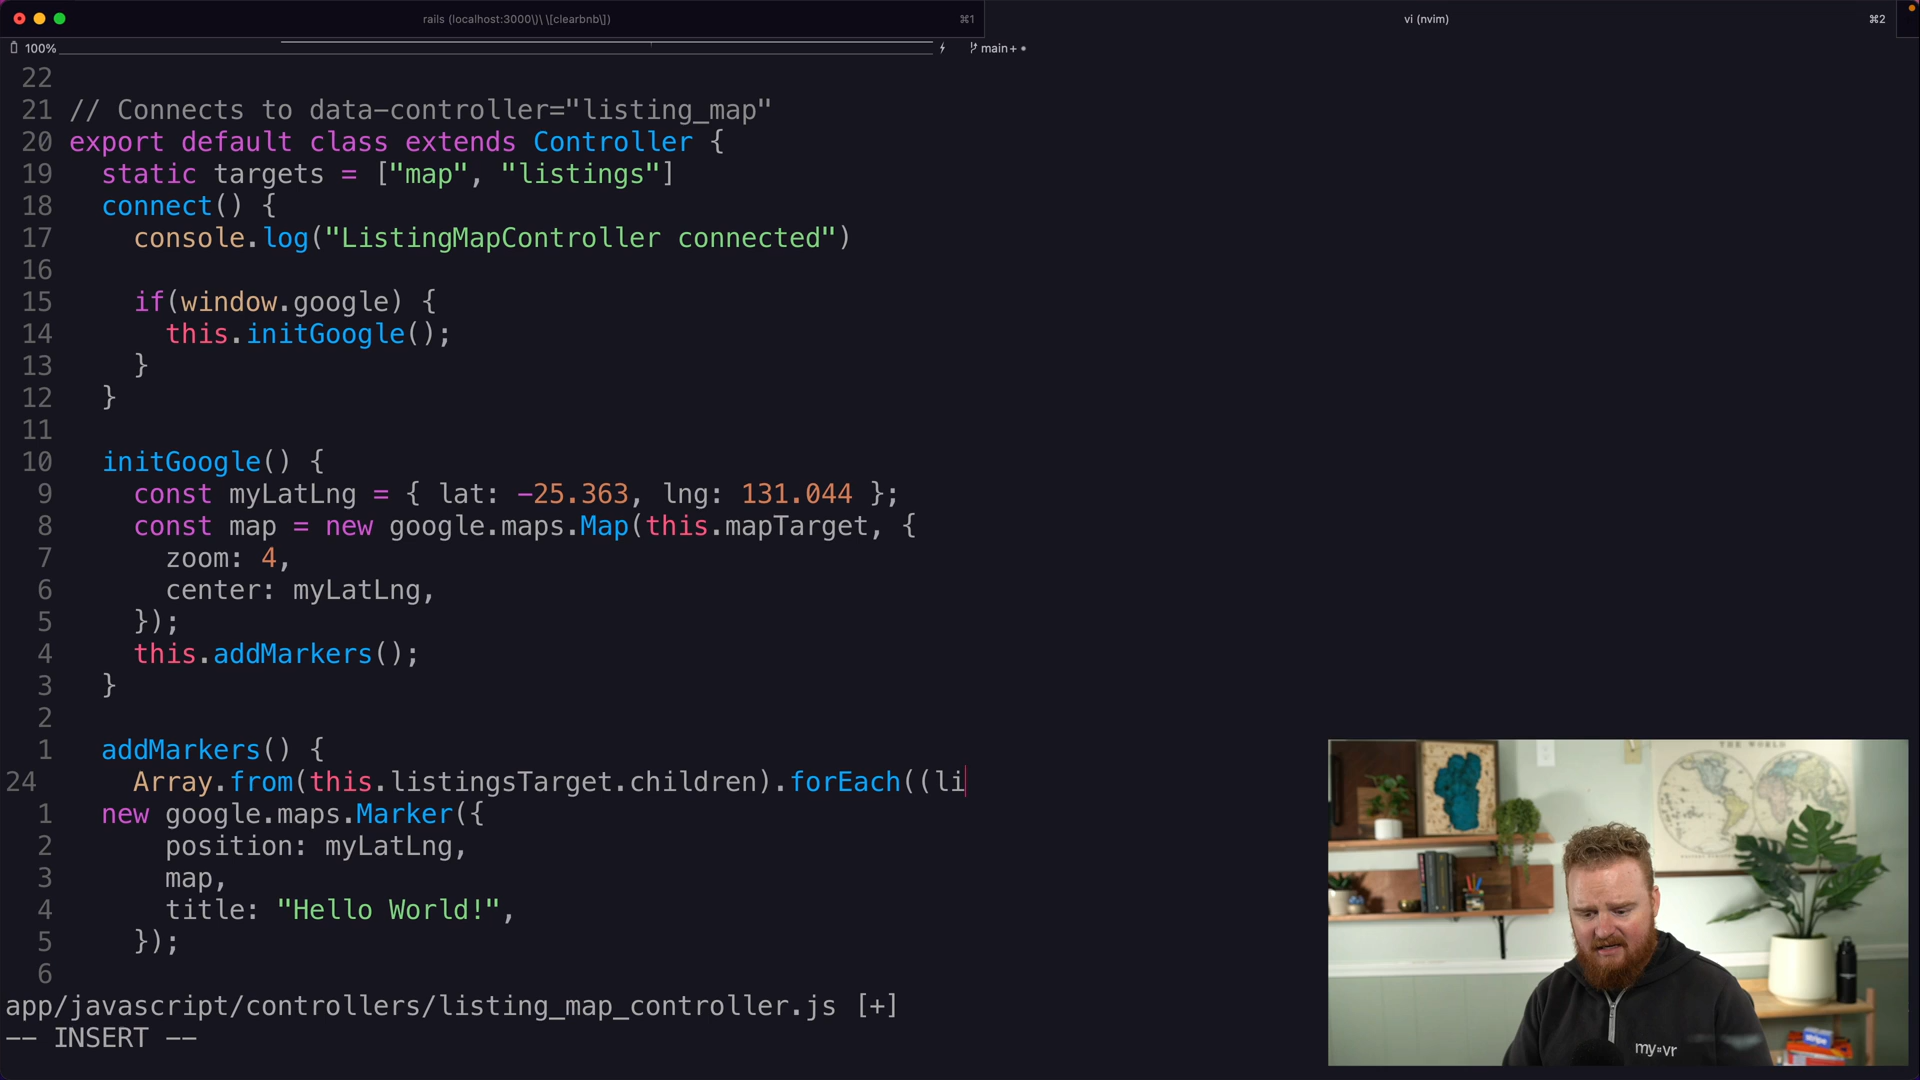 rails (localhost:3000\)\ \[clearbnb\])
⌘1
vi (nvim)
⌘2
100%
main+
22
21 // Connects to data-controller="listing_map"
20 export default class extends Controller {
19 static targets = ["map", "listings"]
18 connect() {
17 console.log("ListingMapController connected")
16
15 if(window.google) {
14 this.initGoogle();
13 }
12 }
11
10 initGoogle() {
9 const myLatLng = { lat: -25.363, lng: 131.044 };
8 const map = new google.maps.Map(this.mapTarget, {
7 zoom: 4,
6 center: myLatLng,
5 });
4 this.addMarkers();
3 }
2
1 addMarkers() {
24 Array.from(this.listingsTarget.children).forEach((li
1 new google.maps.Marker({
2 position: myLatLng,
3 map,
4 title: "Hello World!",
5 });
6
app/javascript/controllers/listing_map_controller.js [+]
-- INSERT --
THE WORLD
my vr
stripe